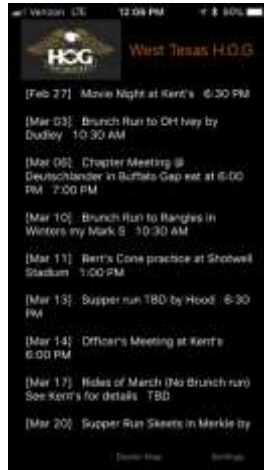 Verizon LTE 12:06 PM 60%
HOG
West Texas H.O.G.
[Feb 27] Movie Night at Kent's 6:30 PM
[Mar 03] Brunch Run to OH Ivey by
Dudley 10:30 AM
[Mar 06] Chapter Meeting @
Deutschlander in Buffalo Gap eat at 6:00
PM 7:00 PM
[Mar 10] Brunch Run to Rangles in
Winters my Mark S 10:30 AM
[Mar 11] Bert's Cone practice at Shotwell
Stadium 1:00 PM
[Mar 13] Supper run TBD by Hood 6:30
PM
[Mar 14] Officer's Meeting at Kent's
6:00 PM
[Mar 17] Rides of March (No Brunch run)
See Kent's for details TBD
[Mar 20] Supper Run Skeets in Merkle by
Dealer Map Settings